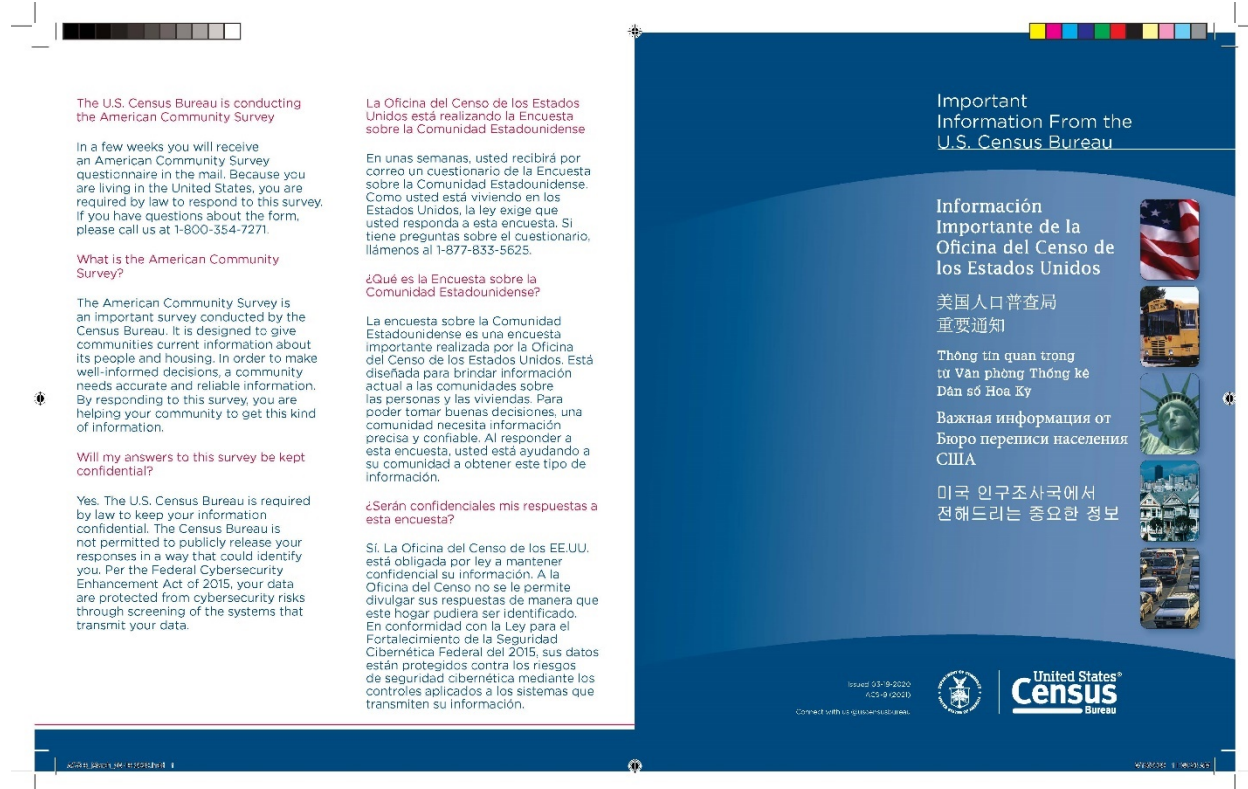 The U.S. Census Bureau is conducting
the American Community Survey
In a few weeks you will receive
an American Community Survey
questionnaire in the mail. Because you
are living in the United States, you are
required by law to respond to this survey.
If you have questions about the form,
please call us at 1-800-354-7271.
What is the American Community
Survey?
The American Community Survey is
an important survey conducted by the
Census Bureau. It is designed to give
communities current information about
its people and housing. In order to make
well-informed decisions, a community
needs accurate and reliable information.
By responding to this survey, you are
helping your community to get this kind
of information.
Will my answers to this survey be kept
confidential?
Yes. The U.S. Census Bureau is required
by law to keep your information
confidential. The Census Bureau is
not permitted to publicly release your
responses in a way that could identify
you. Per the Federal Cybersecurity
Enhancement Act of 2015, your data
are protected from cybersecurity risks
through screening of the systems that
transmit your data.
La Oficina del Censo de los Estados
Unidos está realizando la Encuesta
sobre la Comunidad Estadounidense
En unas semanas, usted recibirá por
correo un cuestionario de la Encuesta
sobre la Comunidad Estadounidense.
Como usted está viviendo en los
Estados Unidos, la ley exige que
usted responda a esta encuesta. Si
tiene preguntas sobre el cuestionario,
llámenos al 1-877-833-5625.
¿Qué es la Encuesta sobre la
Comunidad Estadounidense?
La encuesta sobre la Comunidad
Estadounidense es una encuesta
importante realizada por la Oficina
del Censo de los Estados Unidos. Está
diseñada para brindar información
actual a las comunidades sobre
las personas y las viviendas. Para
poder tomar buenas decisiones, una
comunidad necesita información
precisa y confiable. Al responder a
esta encuesta, usted está ayudando a
su comunidad a obtener este tipo de
información.
¿Serán confidenciales mis respuestas a
esta encuesta?
Sí. La Oficina del Censo de los EE.UU.
está obligada por ley a mantener
confidencial su información. A la
Oficina del Censo no se le permite
divulgar sus respuestas de manera que
este hogar pudiera ser identificado.
En conformidad con la Ley para el
Fortalecimiento de la Seguridad
Cibernética Federal del 2015, sus datos
están protegidos contra los riesgos
de seguridad cibernética mediante los
controles aplicados a los sistemas que
transmiten su información.
Important
Information From the
U.S. Census Bureau
Información
Importante de la
Oficina del Censo de
los Estados Unidos
美国人口普查局
重要通知
Thông tin quan trọng
từ Văn phòng Thống kê
Dân số Hoa Kỳ
Важная информация от
Бюро переписи населения
США
미국 인구조사국에서
전해드리는 중요한 정보
Issued 03-19-2020
ACS-9 (2021)
Connect with us @uscensusbureau
United States®
Census
Bureau